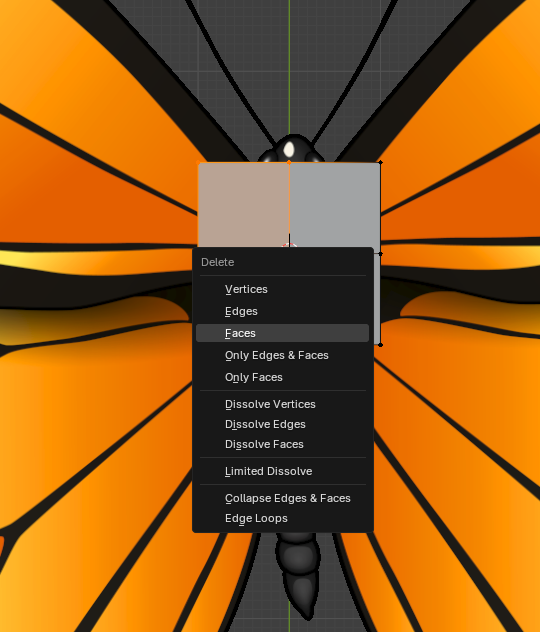 Delete
Vertices
Edges
Faces
Only Edges & Faces
Only Faces
Dissolve Vertices
Dissolve Edges
Dissolve Faces
Limited Dissolve
Collapse Edges & Faces
Edge Loops